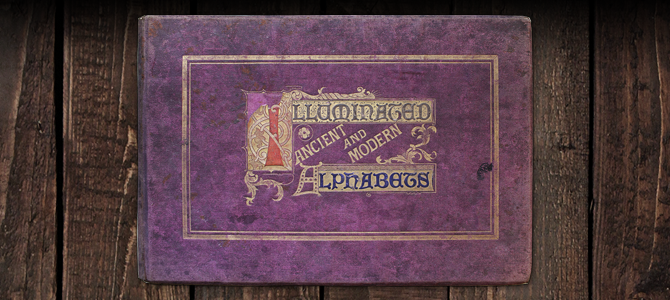 ILLUMINATED
ANCIENT AND MODERN
ALPHABETS